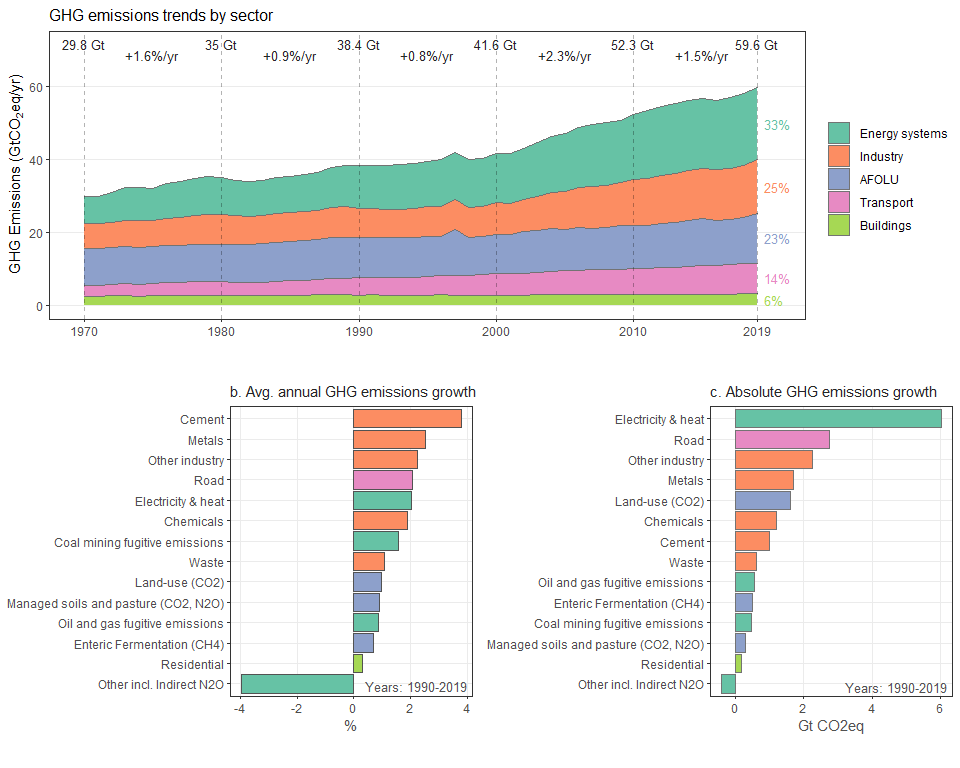 GHG emissions trends by sector
29.8 Gt 35 Gt 38.4 Gt 41.6 Gt 52.3 Gt 59.6 Gt
+1.6%/yr +0.9%/yr +0.8%/yr +2.3%/yr +1.5%/yr
GHG Emissions (GtCO₂eq/yr)
60
40
20
0
33%
25%
23%
14%
6%
1970 1980 1990 2000 2010 2019
Energy systems
Industry
AFOLU
Transport
Buildings
b. Avg. annual GHG emissions growth
Cement
Metals
Other industry
Road
Electricity & heat
Chemicals
Coal mining fugitive emissions
Waste
Land-use (CO2)
Managed soils and pasture (CO2, N2O)
Oil and gas fugitive emissions
Enteric Fermentation (CH4)
Residential
Other incl. Indirect N2O
Years: 1990-2019
-4 -2 0 2 4
%
c. Absolute GHG emissions growth
Electricity & heat
Road
Other industry
Metals
Land-use (CO2)
Chemicals
Cement
Waste
Oil and gas fugitive emissions
Enteric Fermentation (CH4)
Coal mining fugitive emissions
Managed soils and pasture (CO2, N2O)
Residential
Other incl. Indirect N2O
Years: 1990-2019
0 2 4 6
Gt CO2eq